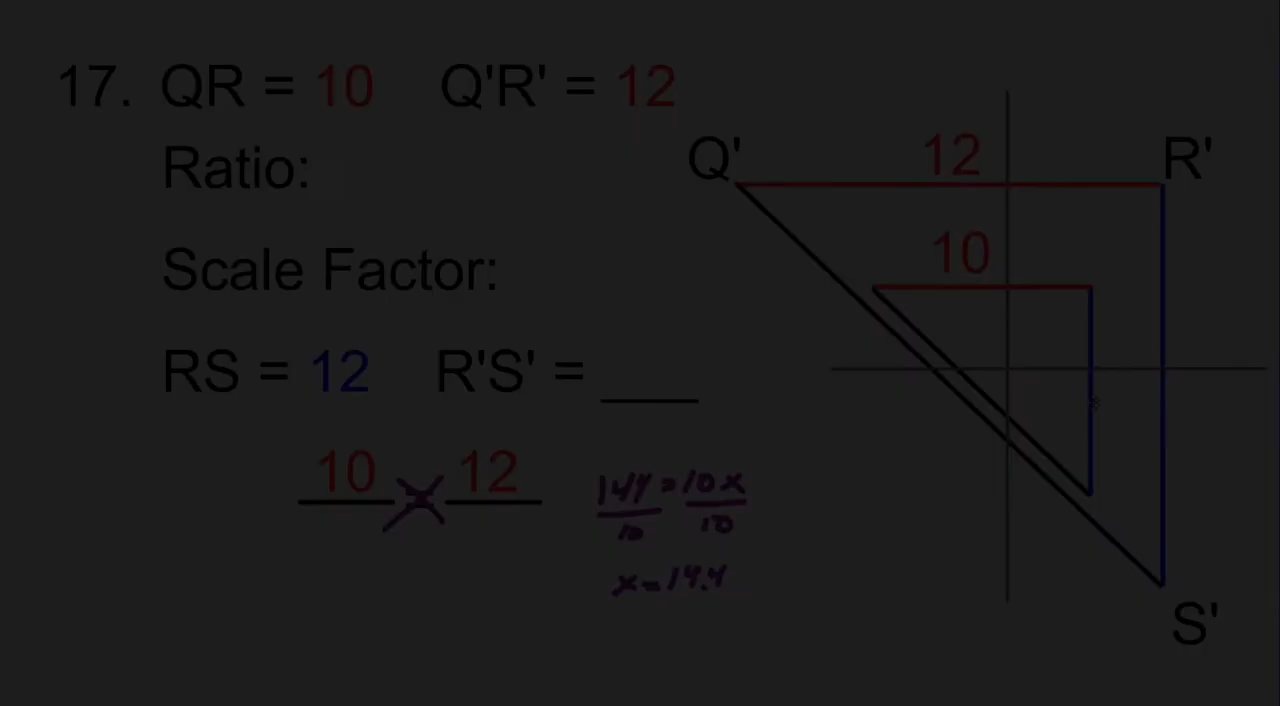 17. QR = 10 Q'R' = 12
Ratio:
Scale Factor:
RS = 12 R'S' = ___
10 12
144 = 10x
10 10
x = 14.4
Q' 12 R'
10
S'